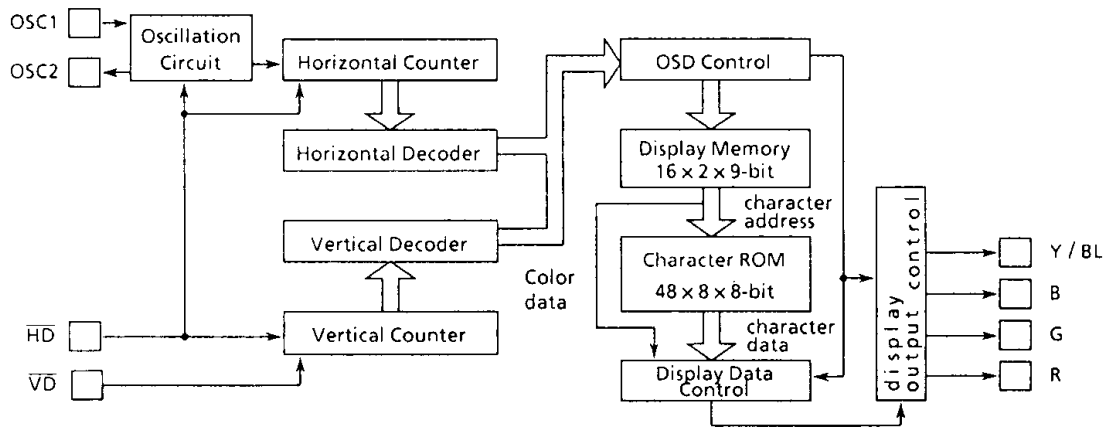 OSC1
OSC2
Oscillation
Circuit
Horizontal Counter
Horizontal Decoder
Vertical Decoder
Vertical Counter
H̅D̅
V̅D̅
OSD Control
Display Memory
16 × 2 × 9-bit
character
address
Character ROM
48 × 8 × 8-bit
Color
data
character
data
Display Data
Control
display
output control
Y / BL
B
G
R